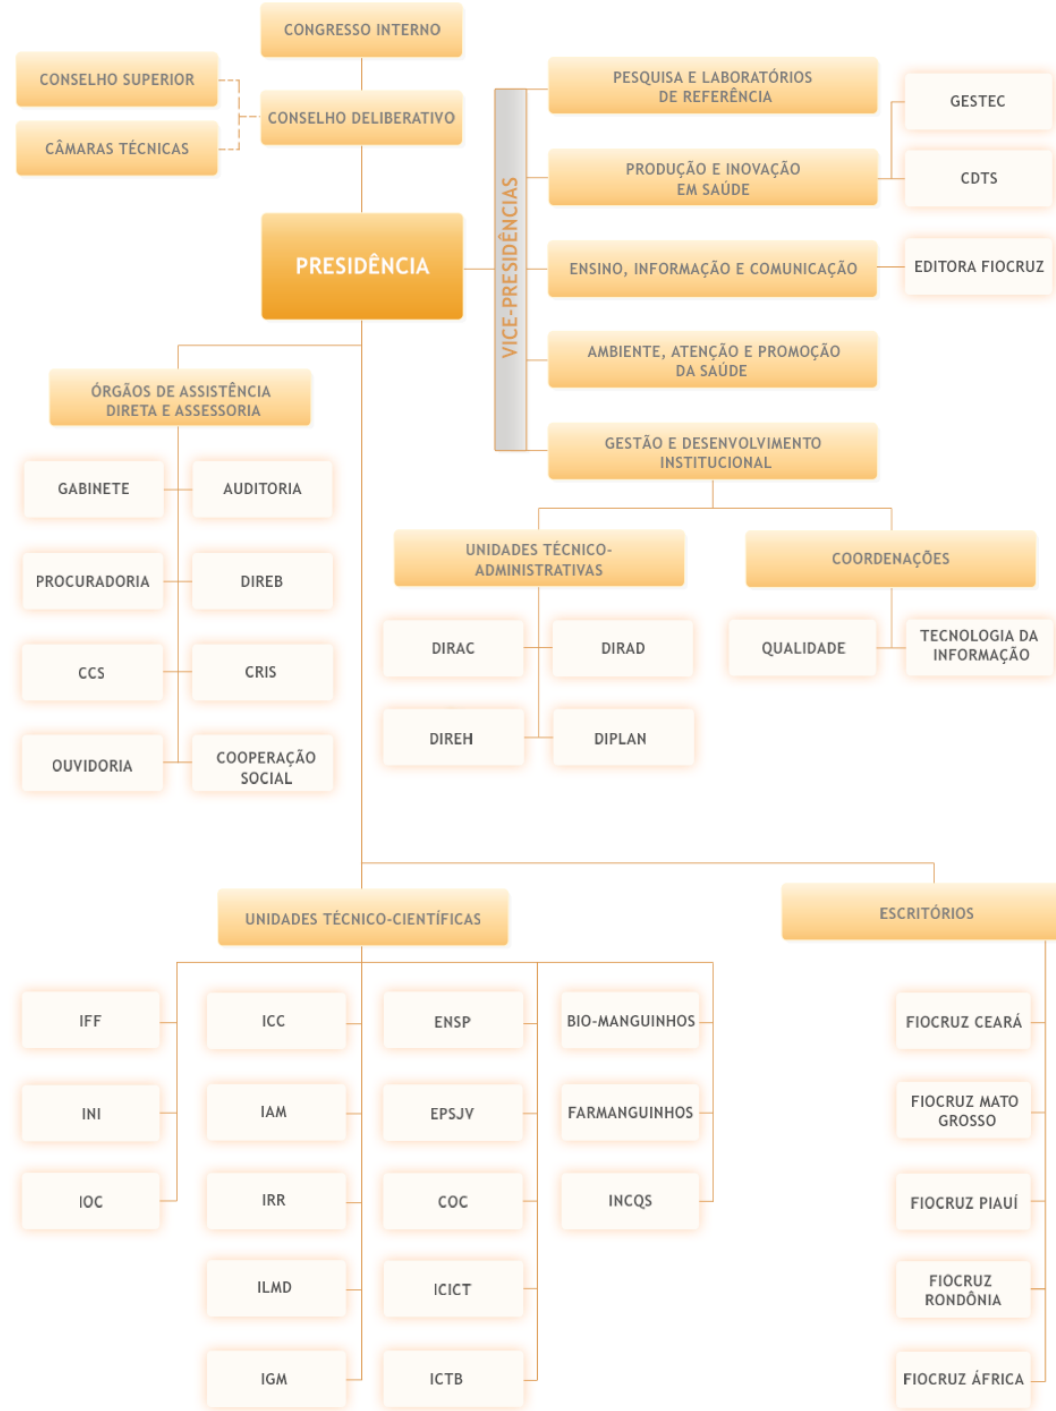 CONGRESSO INTERNO
CONSELHO SUPERIOR
CONSELHO DELIBERATIVO
CÂMARAS TÉCNICAS
PRESIDÊNCIA
VICE-PRESIDÊNCIAS
PESQUISA E LABORATÓRIOS
DE REFERÊNCIA
GESTEC
PRODUÇÃO E INOVAÇÃO
EM SAÚDE
CDTS
ENSINO, INFORMAÇÃO E COMUNICAÇÃO
EDITORA FIOCRUZ
AMBIENTE, ATENÇÃO E PROMOÇÃO
DA SAÚDE
GESTÃO E DESENVOLVIMENTO
INSTITUCIONAL
ÓRGÃOS DE ASSISTÊNCIA
DIRETA E ASSESSORIA
GABINETE
AUDITORIA
PROCURADORIA
DIREB
CCS
CRIS
OUVIDORIA
COOPERAÇÃO
SOCIAL
UNIDADES TÉCNICO-
ADMINISTRATIVAS
DIRAC
DIRAD
DIREH
DIPLAN
COORDENAÇÕES
QUALIDADE
TECNOLOGIA DA
INFORMAÇÃO
UNIDADES TÉCNICO-CIENTÍFICAS
IFF
INI
IOC
ICC
IAM
IRR
ILMD
IGM
ENSP
EPSJV
COC
ICICT
ICTB
BIO-MANGUINHOS
FARMANGUINHOS
INCQS
ESCRITÓRIOS
FIOCRUZ CEARÁ
FIOCRUZ MATO
GROSSO
FIOCRUZ PIAUÍ
FIOCRUZ
RONDÔNIA
FIOCRUZ ÁFRICA